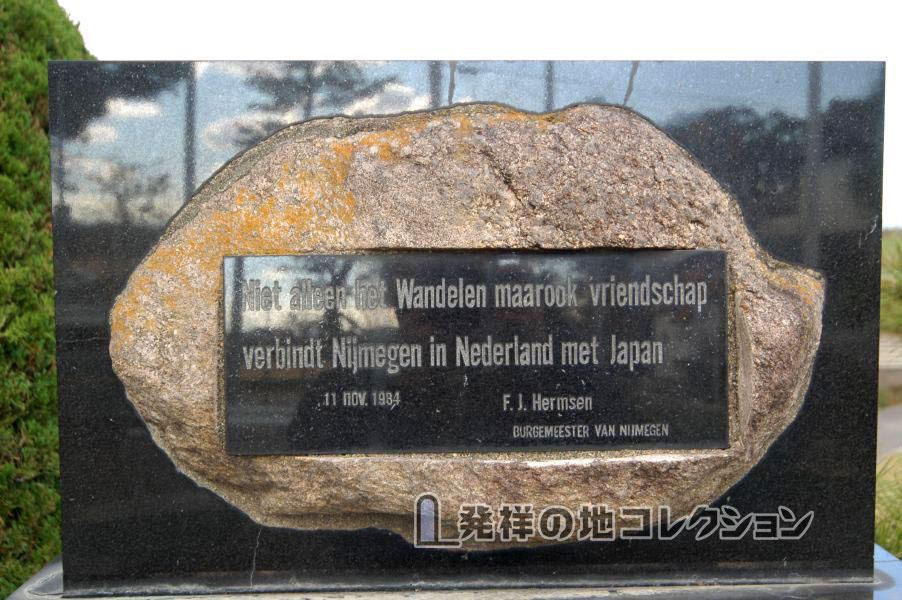 Niet alleen het Wandelen maarook vriendschap
verbindt Nijmegen in Nederland met Japan
11 nov. 1984
F. J. Hermsen
BURGEMEESTER VAN NIJMEGEN
発祥の地コレクション